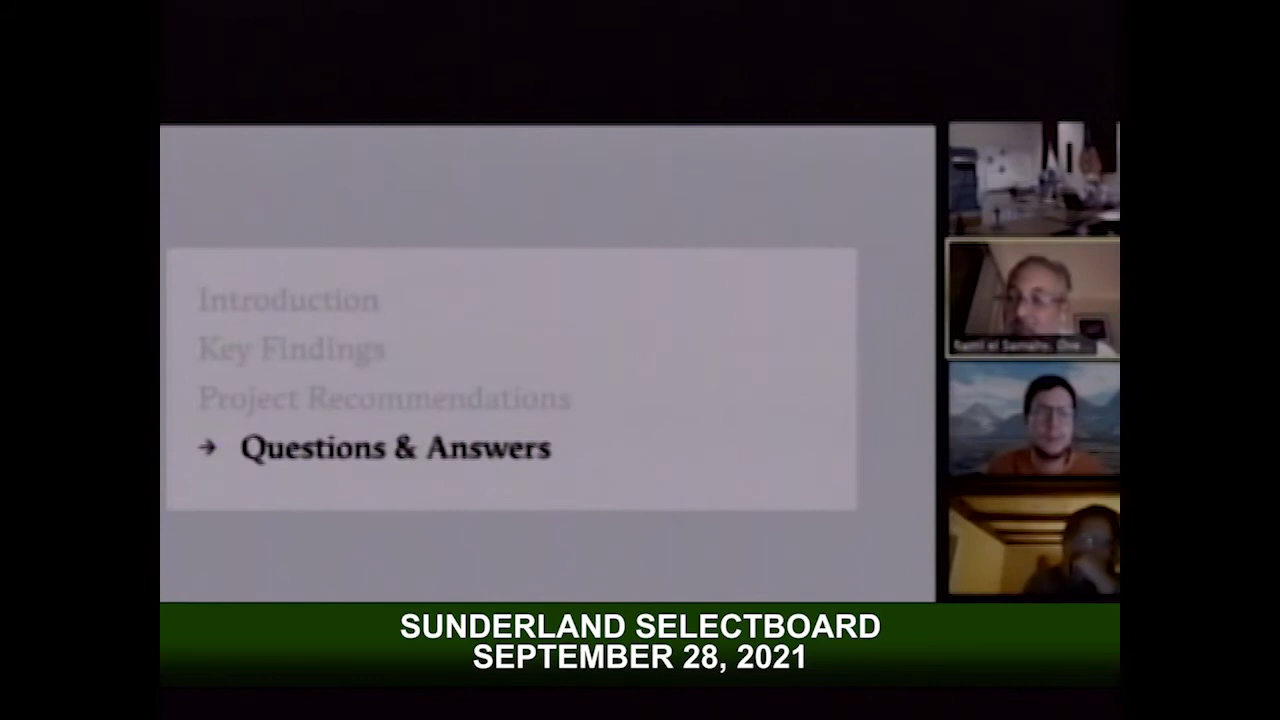 Introduction
Key Findings
Project Recommendations
→ Questions & Answers
SUNDERLAND SELECTBOARD
SEPTEMBER 28, 2021